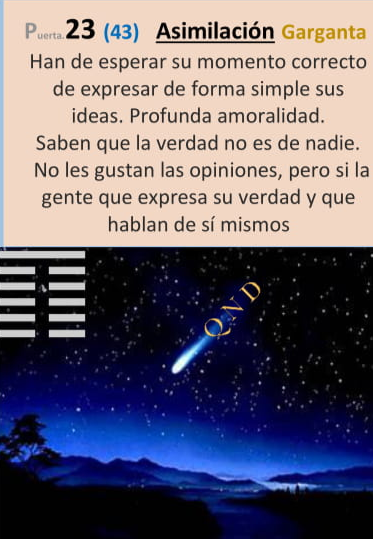 Puerta. 23 (43) Asimilación Garganta
Han de esperar su momento correcto
de expresar de forma simple sus
ideas. Profunda amoralidad.
Saben que la verdad no es de nadie.
No les gustan las opiniones, pero si la
gente que expresa su verdad y que
hablan de sí mismos
QND